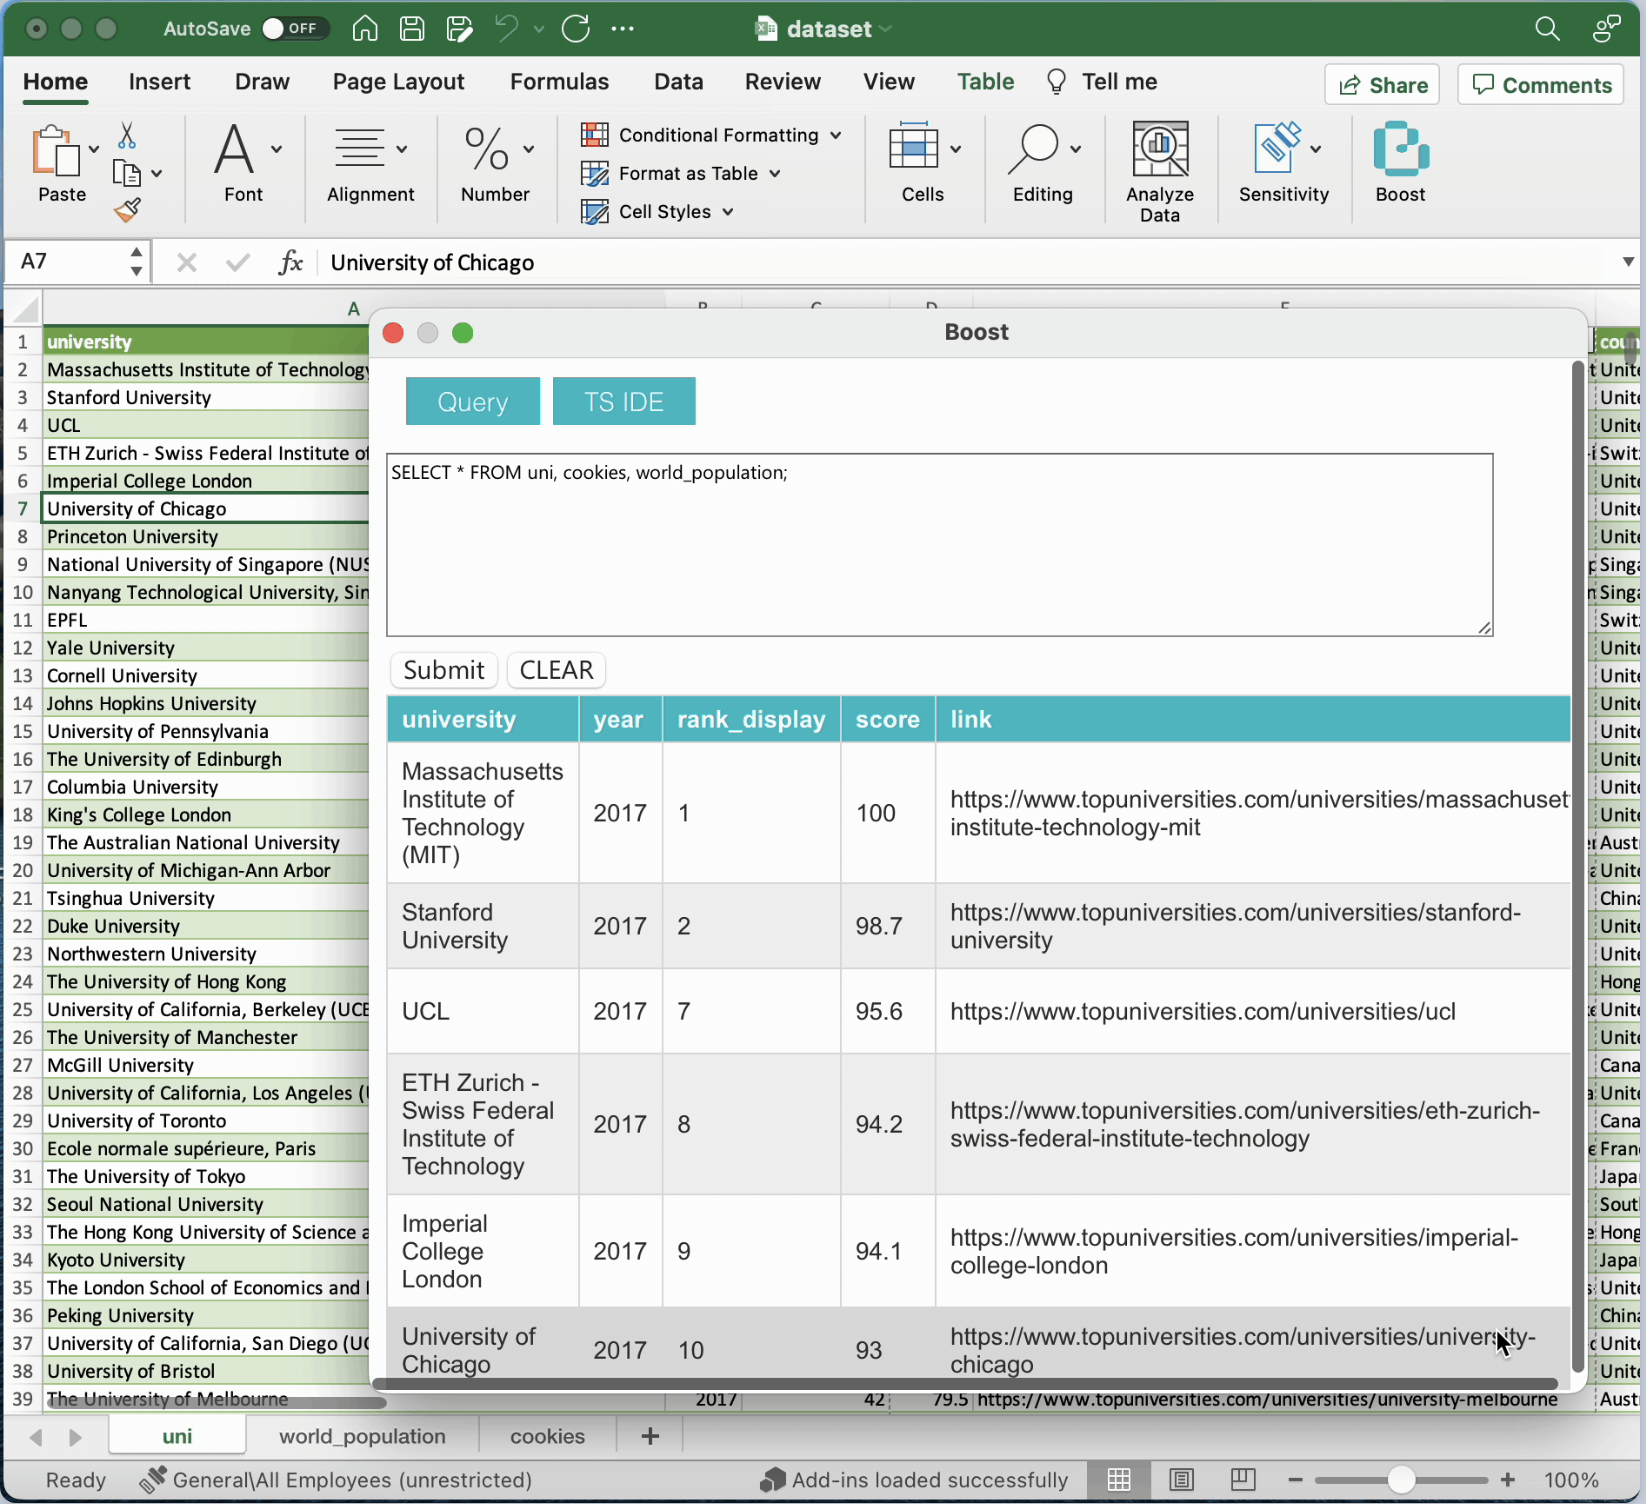 AutoSave OFF dataset
Home Insert Draw Page Layout Formulas Data Review View Table Tell me Share Comments
Paste Font Alignment % Number Conditional Formatting Format as Table Cell Styles Cells Editing Analyze Data Sensitivity Boost
A7 fx University of Chicago
A
1 university
2 Massachusetts Institute of Technology
3 Stanford University
4 UCL
5 ETH Zurich - Swiss Federal Institute of
6 Imperial College London
7 University of Chicago
8 Princeton University
9 National University of Singapore (NUS
10 Nanyang Technological University, Sin
11 EPFL
12 Yale University
13 Cornell University
14 Johns Hopkins University
15 University of Pennsylvania
16 The University of Edinburgh
17 Columbia University
18 King's College London
19 The Australian National University
20 University of Michigan-Ann Arbor
21 Tsinghua University
22 Duke University
23 Northwestern University
24 The University of Hong Kong
25 University of California, Berkeley (UCB
26 The University of Manchester
27 McGill University
28 University of California, Los Angeles (
29 University of Toronto
30 Ecole normale supérieure, Paris
31 The University of Tokyo
32 Seoul National University
33 The Hong Kong University of Science a
34 Kyoto University
35 The London School of Economics and
36 Peking University
37 University of California, San Diego (UC
38 University of Bristol
39 The University of Melbourne 2017 42 79.5 https://www.topuniversities.com/universities/university-melbourne Aust
Boost
Query TS IDE
SELECT * FROM uni, cookies, world_population;
Submit CLEAR
university year rank_display score link
Massachusetts
Institute of
Technology
(MIT)
2017 1 100
https://www.topuniversities.com/universities/massachuset
institute-technology-mit
Stanford
University
2017 2 98.7
https://www.topuniversities.com/universities/stanford-
university
UCL 2017 7 95.6 https://www.topuniversities.com/universities/ucl
ETH Zurich -
Swiss Federal
Institute of
Technology
2017 8 94.2
https://www.topuniversities.com/universities/eth-zurich-
swiss-federal-institute-technology
Imperial
College
London
2017 9 94.1
https://www.topuniversities.com/universities/imperial-
college-london
University of
Chicago
2017 10 93
https://www.topuniversities.com/universities/university-
chicago
coun
Unite
Unite
Unite
Swit
Unite
Unite
Unite
Singa
Singa
Swit
Unite
Unite
Unite
Unite
Unite
Unite
Unite
Aust
Unite
China
Unite
Unite
Hong
Unite
Unite
Cana
Unite
Cana
Fran
Japa
Sout
Hong
Japa
Unite
China
Unite
Unite
uni world_population cookies +
Ready General\All Employees (unrestricted) Add-ins loaded successfully − + 100%